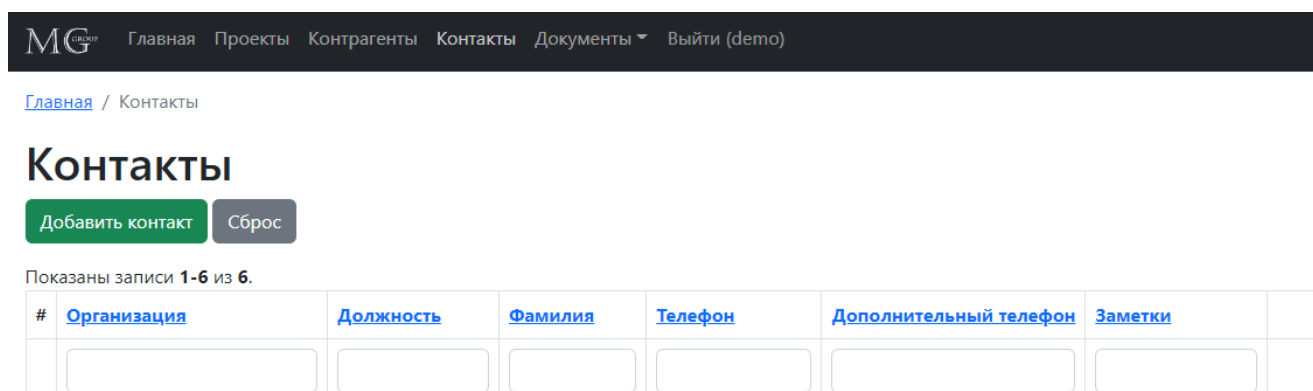 MG GROUP Главная Проекты Контрагенты Контакты Документы Выйти (demo)
Главная / Контакты
Контакты
Добавить контакт Сброс
Показаны записи 1-6 из 6.
# Организация Должность Фамилия Телефон Дополнительный телефон Заметки